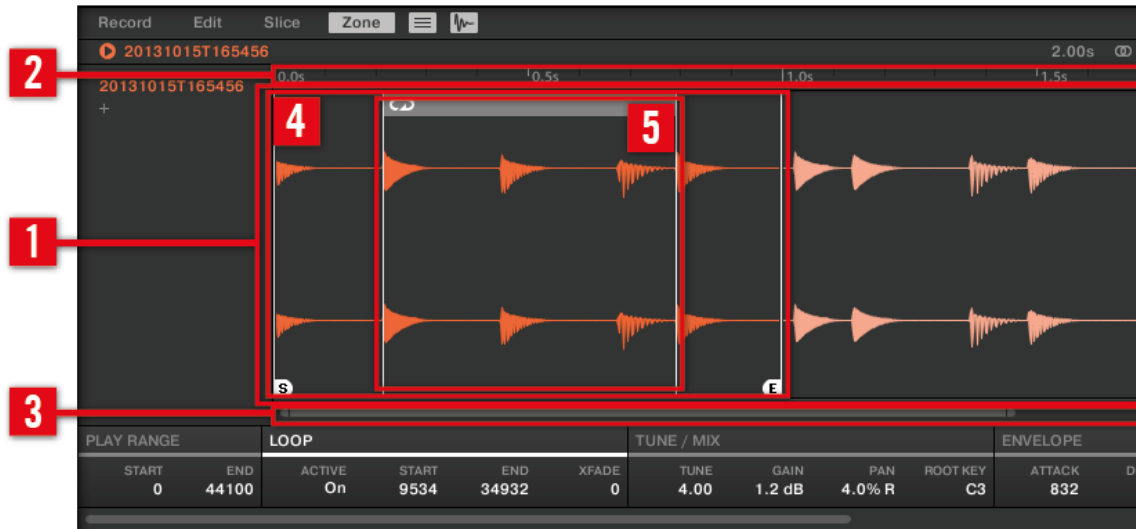 Record Edit Slice Zone
20131015T165456 2.00s
2
0.0s 0.5s 1.0s 1.5s
20131015T165456
+
4 5
1
S E
3
PLAY RANGE LOOP TUNE / MIX ENVELOPE
START END ACTIVE START END XFADE TUNE GAIN PAN ROOT KEY ATTACK D
0 44100 On 9534 34932 0 4.00 1.2 dB 4.0% R C3 832